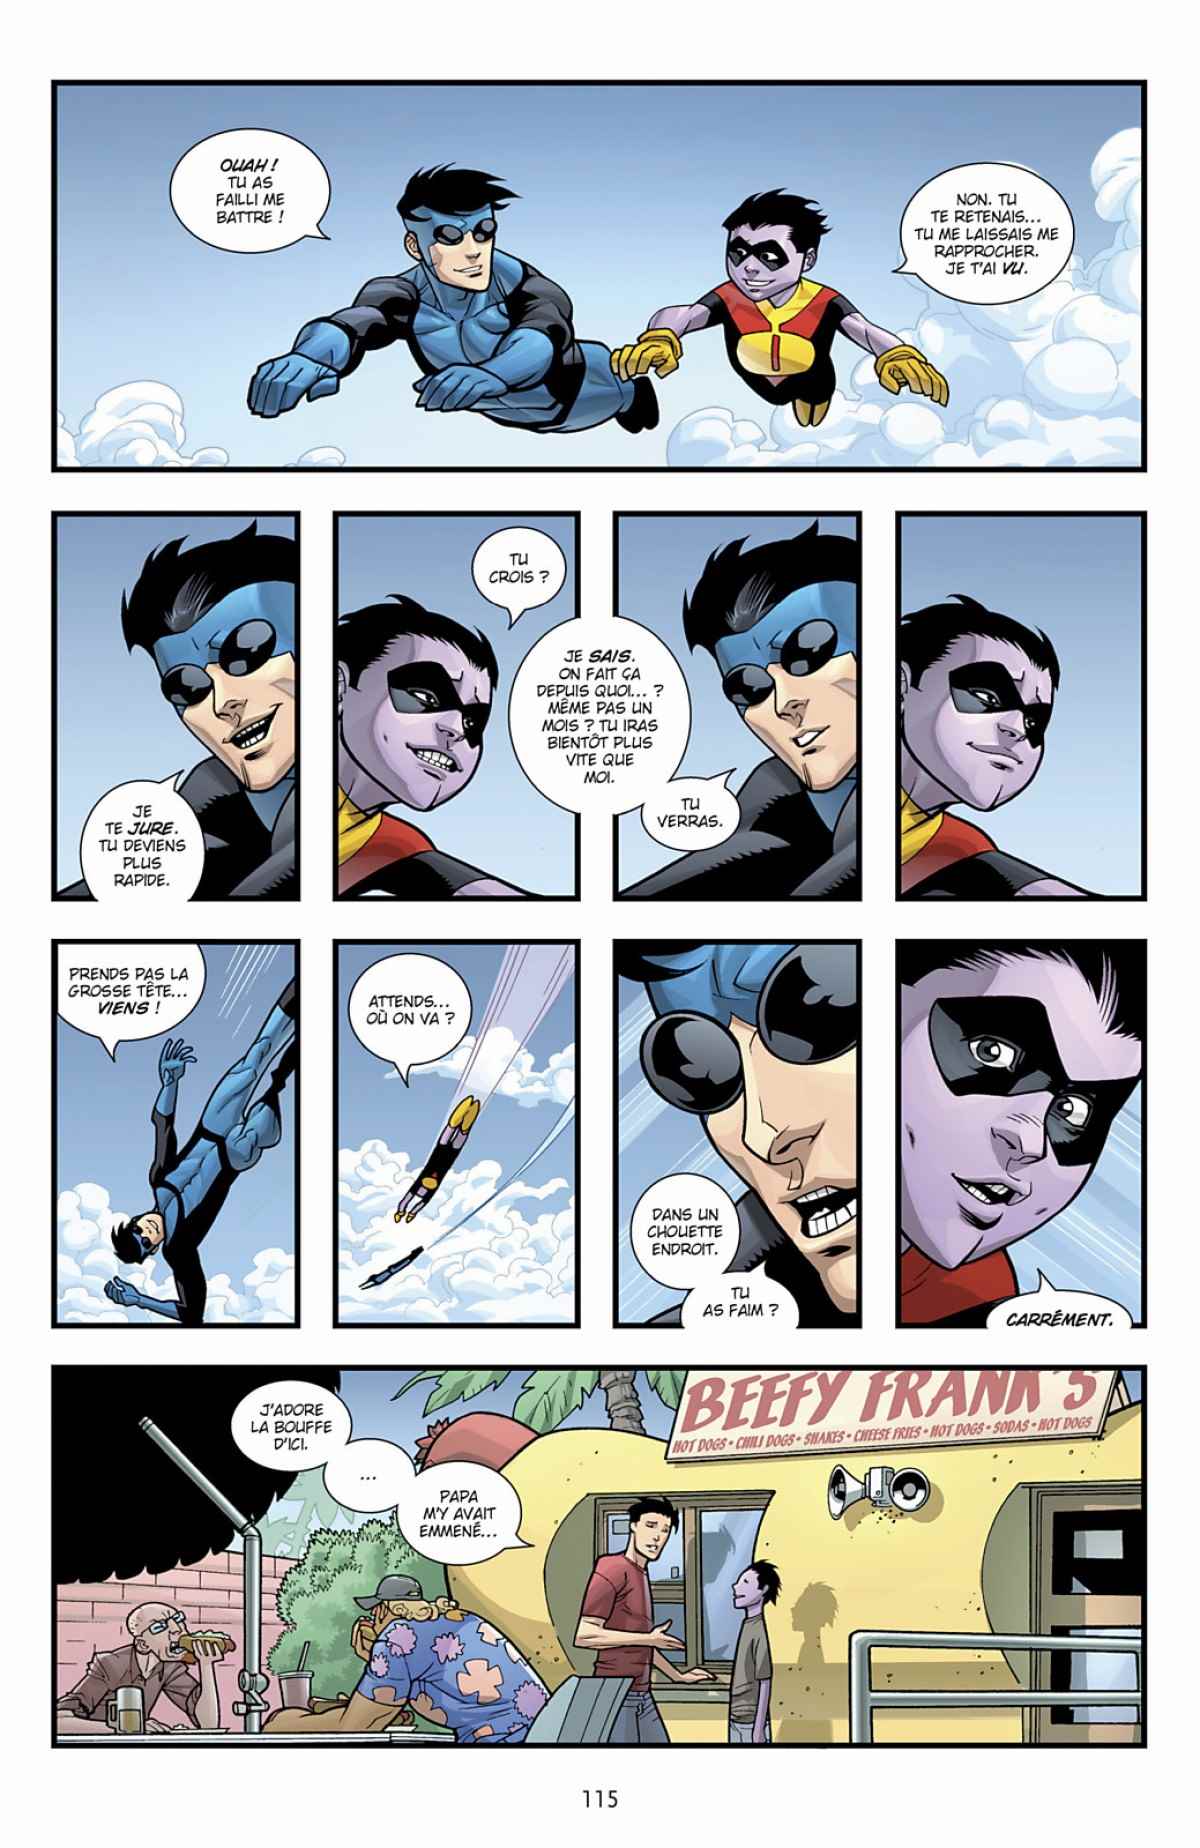 OUAH !
TU AS
FAILLI ME
BATTRE !
NON. TU
TE RETENAIS...
TU ME LAISSAIS ME
RAPPROCHER.
JE T'AI VU.
JE
TE JURE.
TU DEVIENS
PLUS
RAPIDE.
TU
CROIS ?
JE SAIS.
ON FAIT ÇA
DEPUIS QUOI... ?
MÊME PAS UN
MOIS ? TU IRAS
BIENTÔT PLUS
VITE QUE
MOI.
TU
VERRAS.
PRENDS PAS LA
GROSSE TÊTE...
VIENS !
ATTENDS...
OÙ ON VA ?
DANS UN
CHOUETTE
ENDROIT.
TU
AS FAIM ?
CARRÉMENT.
J'ADORE
LA BOUFFE
D'ICI.
...
PAPA
M'Y AVAIT
EMMENÉ...
BEEFY FRANK'S
HOT DOGS • CHILI DOGS • SHAKES • CHEESE FRIES • HOT DOGS • SODAS • HOT DOGS
115